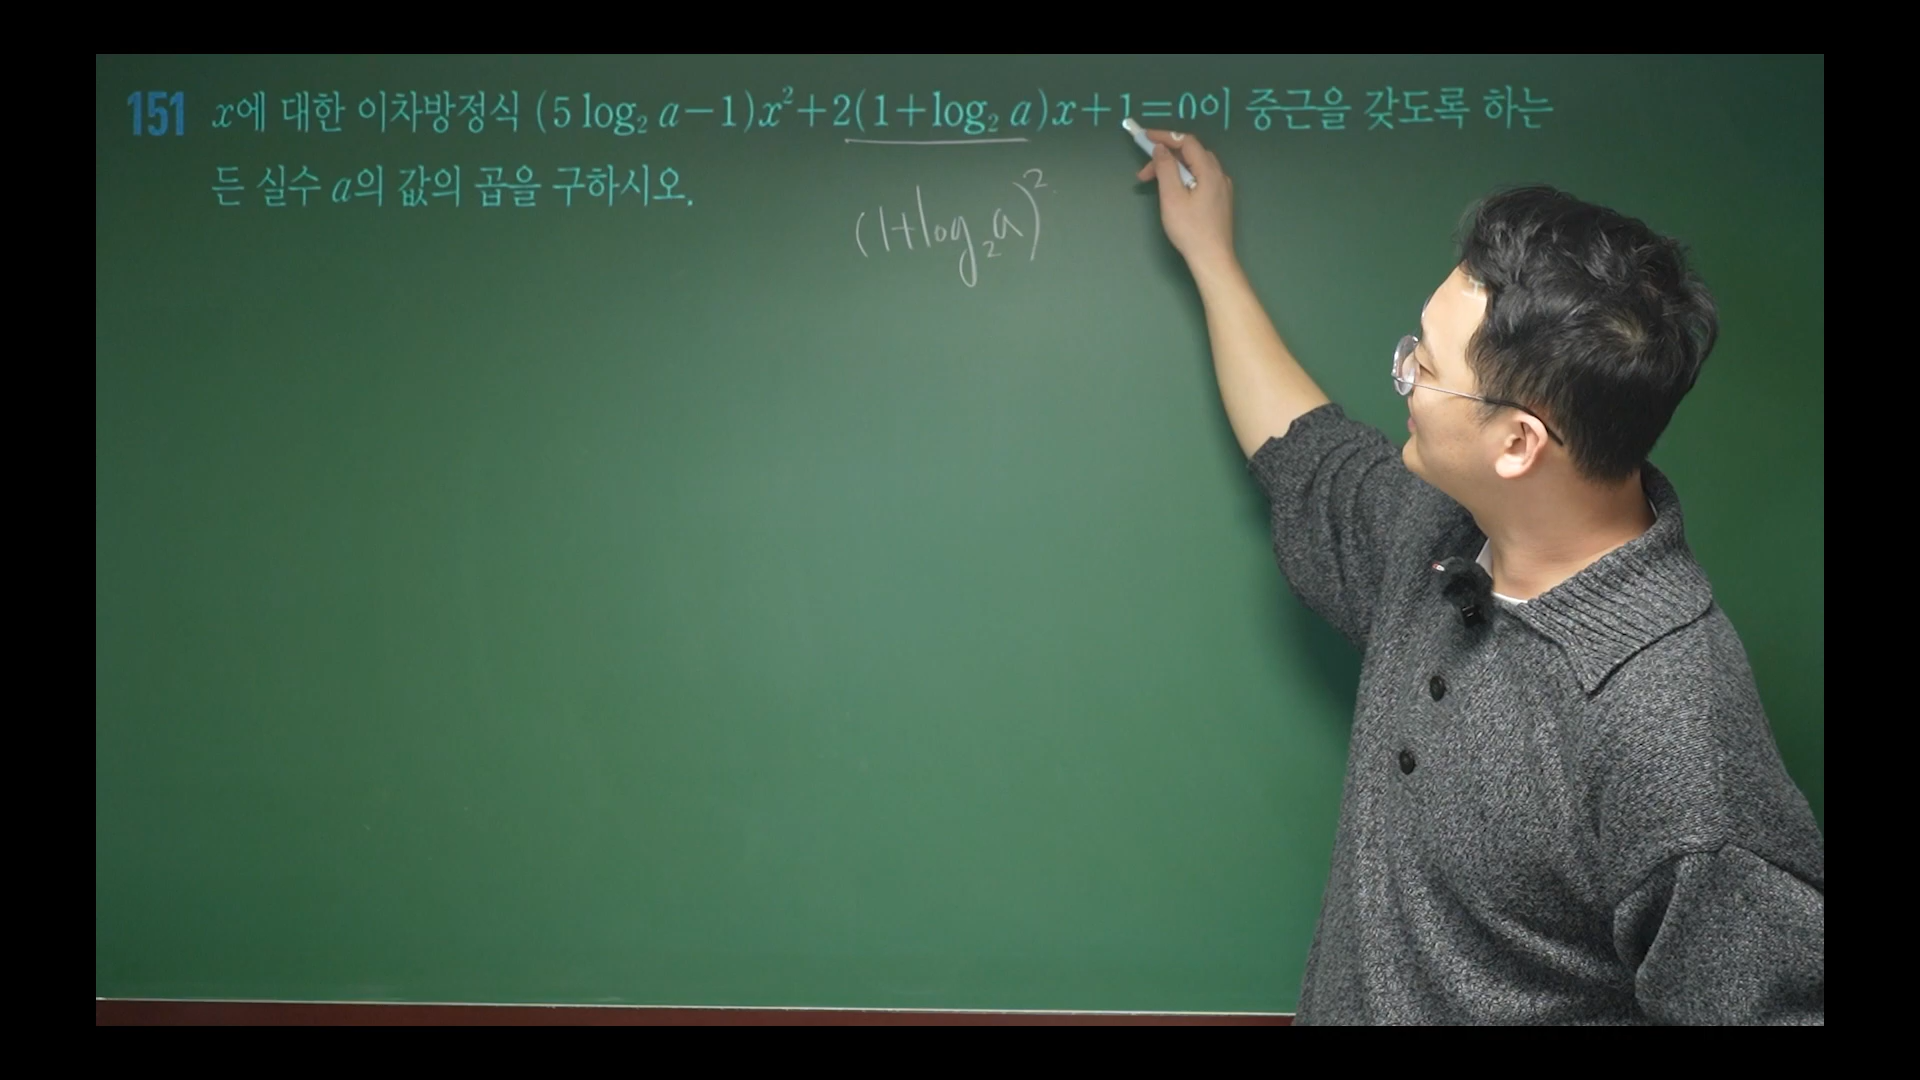 151 x에 대한 이차방정식 (5 log₂ a−1)x²+2(1+log₂ a)x+1=0이 중근을 갖도록 하는
든 실수 a의 값의 곱을 구하시오.
(1+log₂a)²